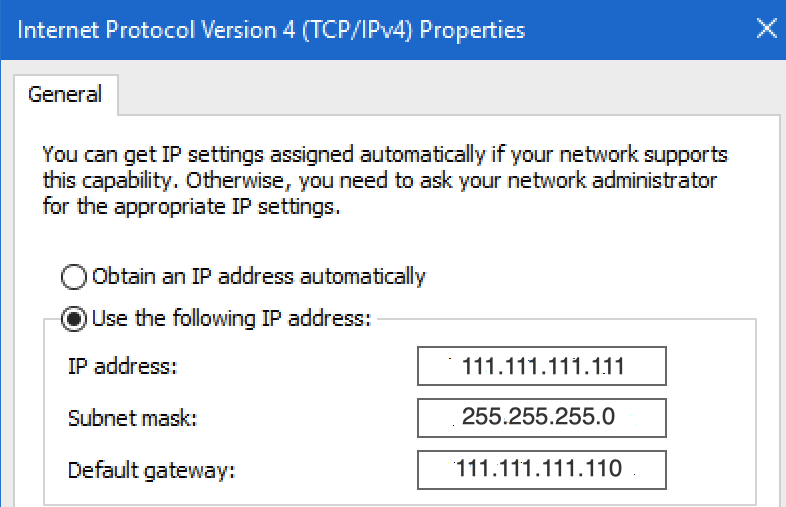 Internet Protocol Version 4 (TCP/IPv4) Properties
General
You can get IP settings assigned automatically if your network supports
this capability. Otherwise, you need to ask your network administrator
for the appropriate IP settings.
Obtain an IP address automatically
Use the following IP address:
IP address: 111.111.111.111
Subnet mask: 255.255.255.0
Default gateway: 111.111.111.110